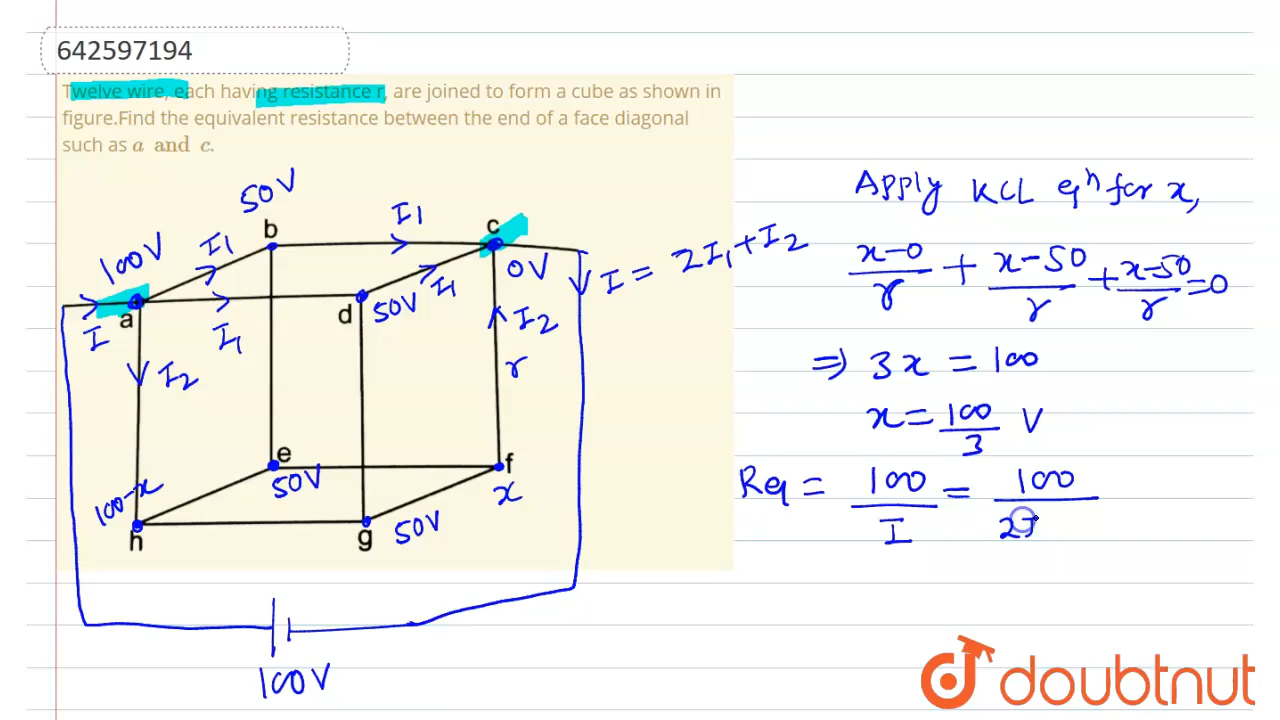 642597194
Twelve wire, each having resistance r, are joined to form a cube as shown in
figure.Find the equivalent resistance between the end of a face diagonal
such as a and c.
50V
b
I1
c
100V
I1
I1
0V
I = 2I1 + I2
a
d
50V
I
I1
I2
I2
r
e
50V
f
x
100-x
h
g
50V
100V
Apply KCL eqn for x,
x-0/r + x-50/r + x-50/r = 0
⇒ 3x = 100
x = 100/3 V
Req = 100/I = 100/2I
doubtnut